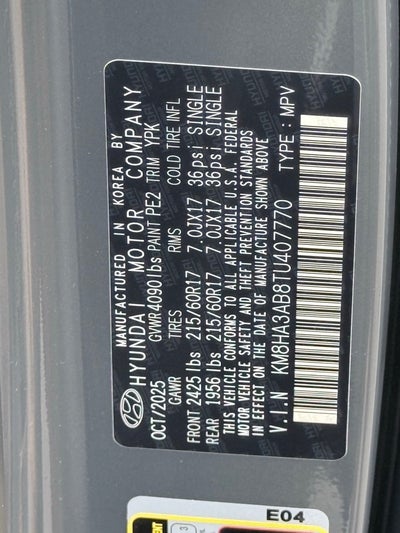 MANUFACTURED IN KOREA BY
HYUNDAI MOTOR COMPANY
OCT/2025 GVWR 4090lbs PAINT PE2 TRIM YPK
GAWR TIRES RIMS COLD TIRE INFL
FRONT 2425 lbs 215/60R17 7.0JX17 36psi SINGLE
REAR 1956 lbs 215/60R17 7.0JX17 36psi SINGLE
THIS VEHICLE CONFORMS TO ALL APPLICABLE U.S.A. FEDERAL
MOTOR VEHICLE SAFETY AND THEFT PREVENTION STANDARDS
IN EFFECT ON THE DATE OF MANUFACTURE SHOWN ABOVE
V.I.N KM8HA3AB8TU407770 TYPE: MPV
E04